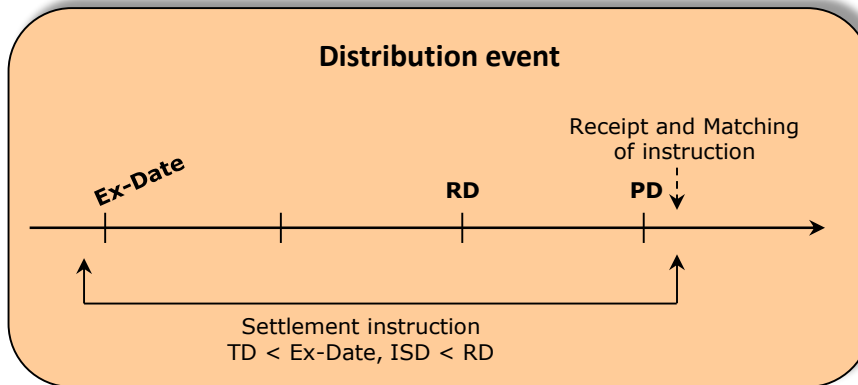 Distribution event
Receipt and Matching
of instruction
Ex-Date
RD
PD
Settlement instruction
TD < Ex-Date, ISD < RD